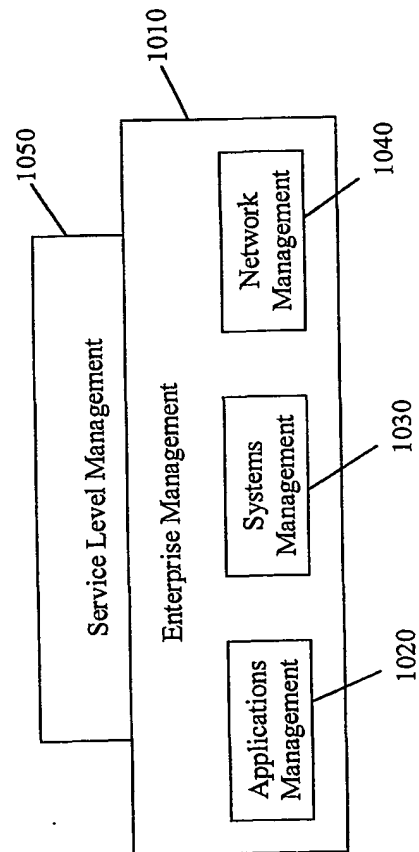 1050
Service Level Management
1010
Enterprise Management
Applications
Management
Systems
Management
Network
Management
1020
1030
1040